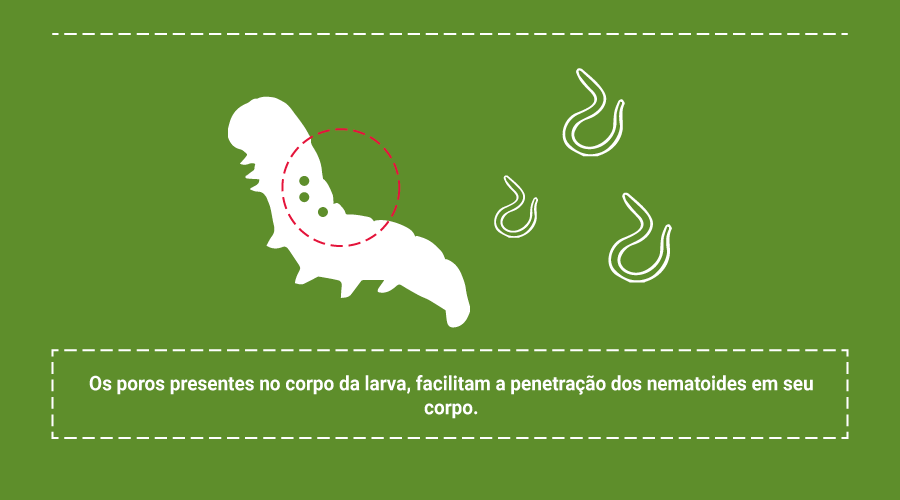 Os poros presentes no corpo da larva, facilitam a penetração dos nematoides em seu
corpo.